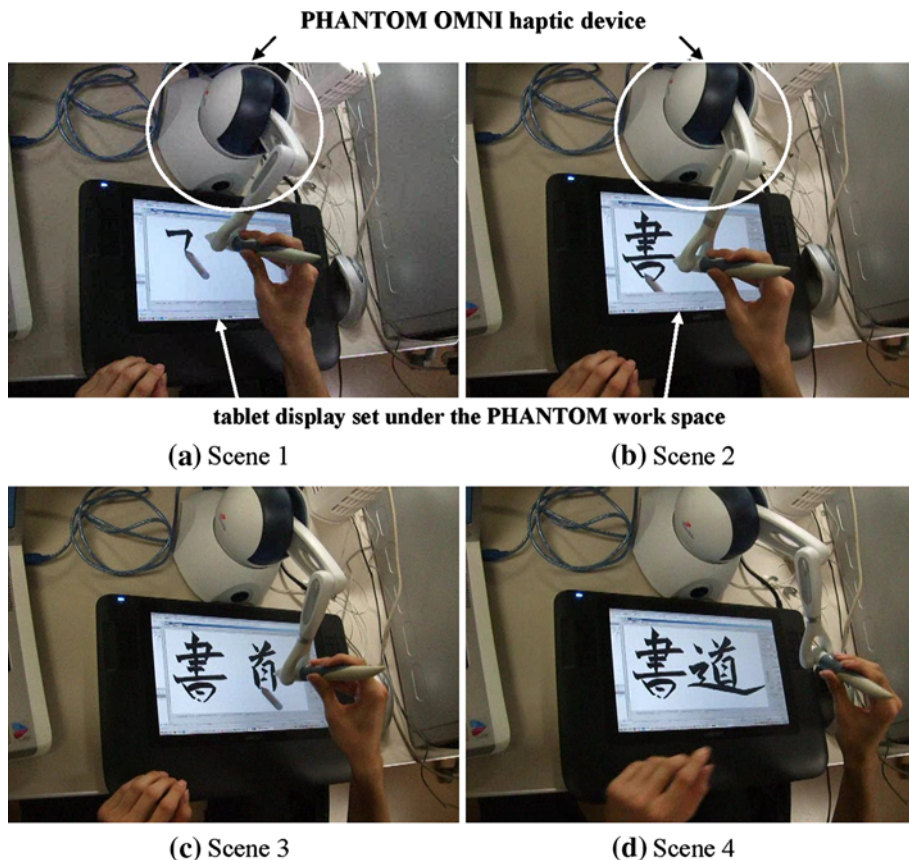 PHANTOM OMNI haptic device
書
tablet display set under the PHANTOM work space
(a) Scene 1
(b) Scene 2
書 首
書道
(c) Scene 3
(d) Scene 4